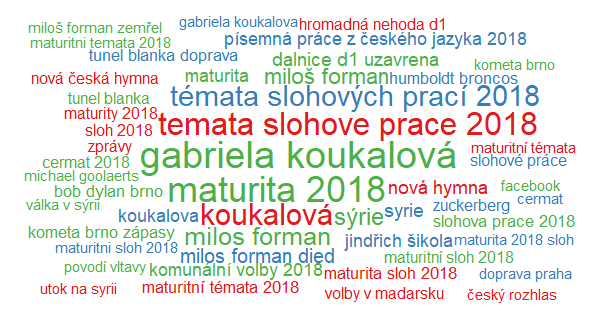 gabriela koukalova
hromadná nehoda d1
miloš forman zemřel
písemná práce z českého jazyka 2018
maturitni temata 2018
tunel blanka doprava
dalnice d1 uzavrena
kometa brno
nová česká hymna
maturita
miloš forman
humboldt broncos
tunel blanka
témata slohových prací 2018
maturity 2018
sloh 2018
temata slohove prace 2018
zprávy
gabriela koukalová
maturitní témata
cermat 2018
slohové práce
michael goolaerts
bob dylan brno
maturita 2018
nová hymna
facebook
cermat
válka v sýrii
koukalova
koukalová
sýrie
syrie
zuckerberg
slohova prace 2018
kometa brno zápasy
milos forman
jindřich šikola
maturita 2018 sloh
maturitni sloh 2018
milos forman died
maturitní sloh 2018
povodí vltavy
komunální volby 2018
maturita sloh 2018
doprava praha
utok na syrii
maturitní témata 2018
volby v madarsku
český rozhlas